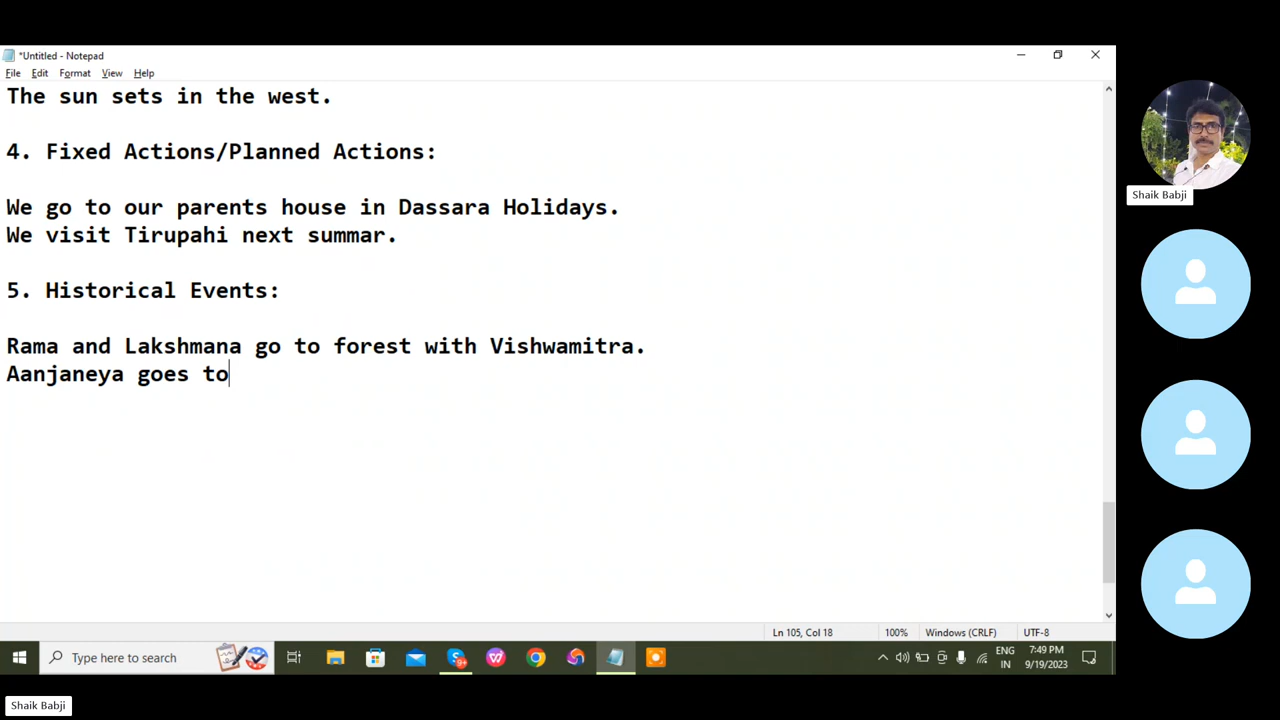 *Untitled - Notepad
File Edit Format View Help
The sun sets in the west.
4. Fixed Actions/Planned Actions:
We go to our parents house in Dassara Holidays.
We visit Tirupahi next summar.
5. Historical Events:
Rama and Lakshmana go to forest with Vishwamitra.
Aanjaneya goes to
Ln 105, Col 18 100% Windows (CRLF) UTF-8
Type here to search
ENG
IN
7:49 PM
9/19/2023
Shaik Babji
Shaik Babji